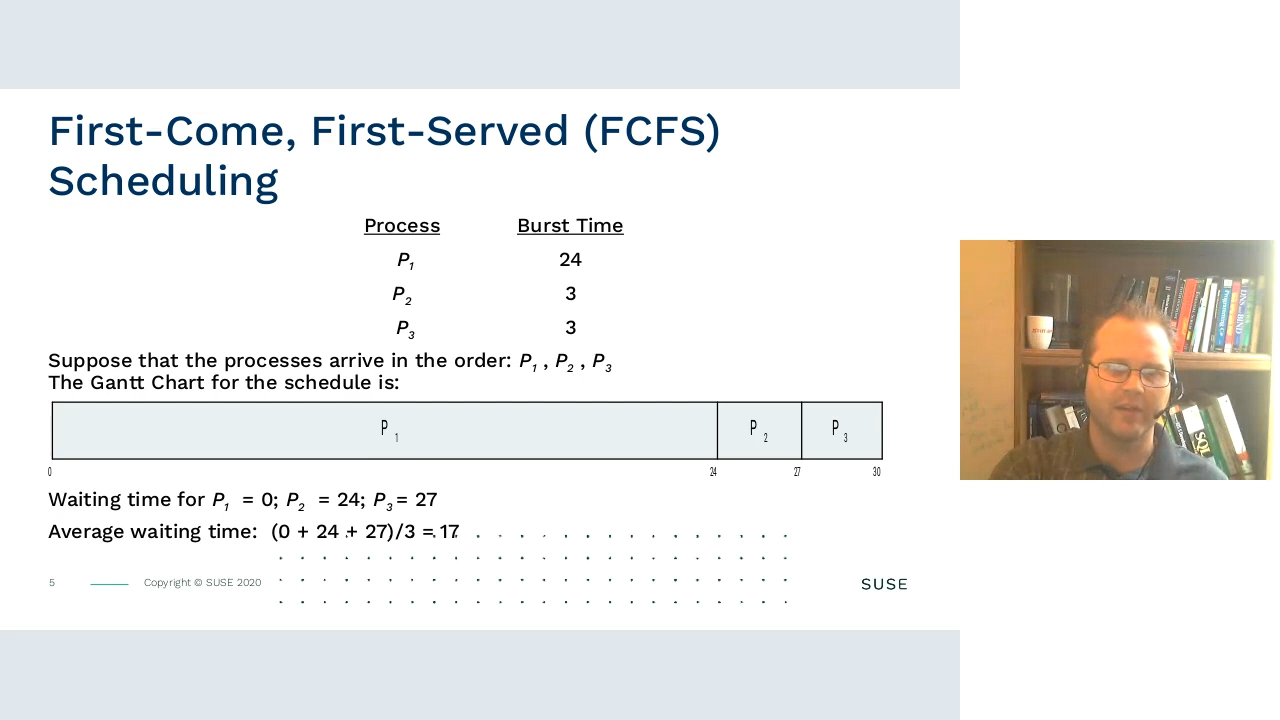 First-Come, First-Served (FCFS)
Scheduling
Process Burst Time
P1 24
P2 3
P3 3
Suppose that the processes arrive in the order: P1 , P2 , P3
The Gantt Chart for the schedule is:
P1 P2 P3
0 24 27 30
Waiting time for P1 = 0; P2 = 24; P3 = 27
Average waiting time: (0 + 24 + 27)/3 = 17
5 Copyright © SUSE 2020 SUSE
SQL